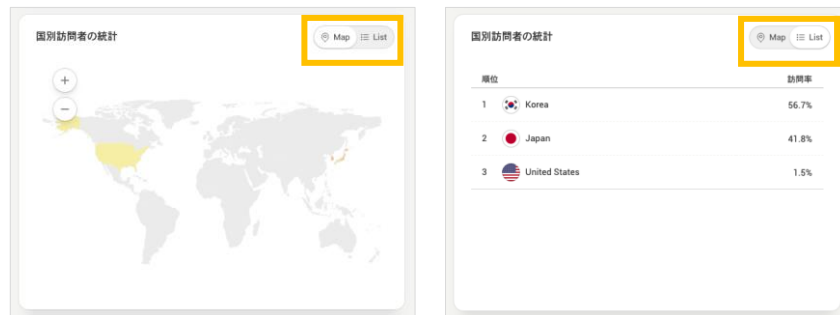 国別訪問者の統計
Map List
+
−
国別訪問者の統計
Map List
順位 訪問率
1 Korea 56.7%
2 Japan 41.8%
3 United States 1.5%